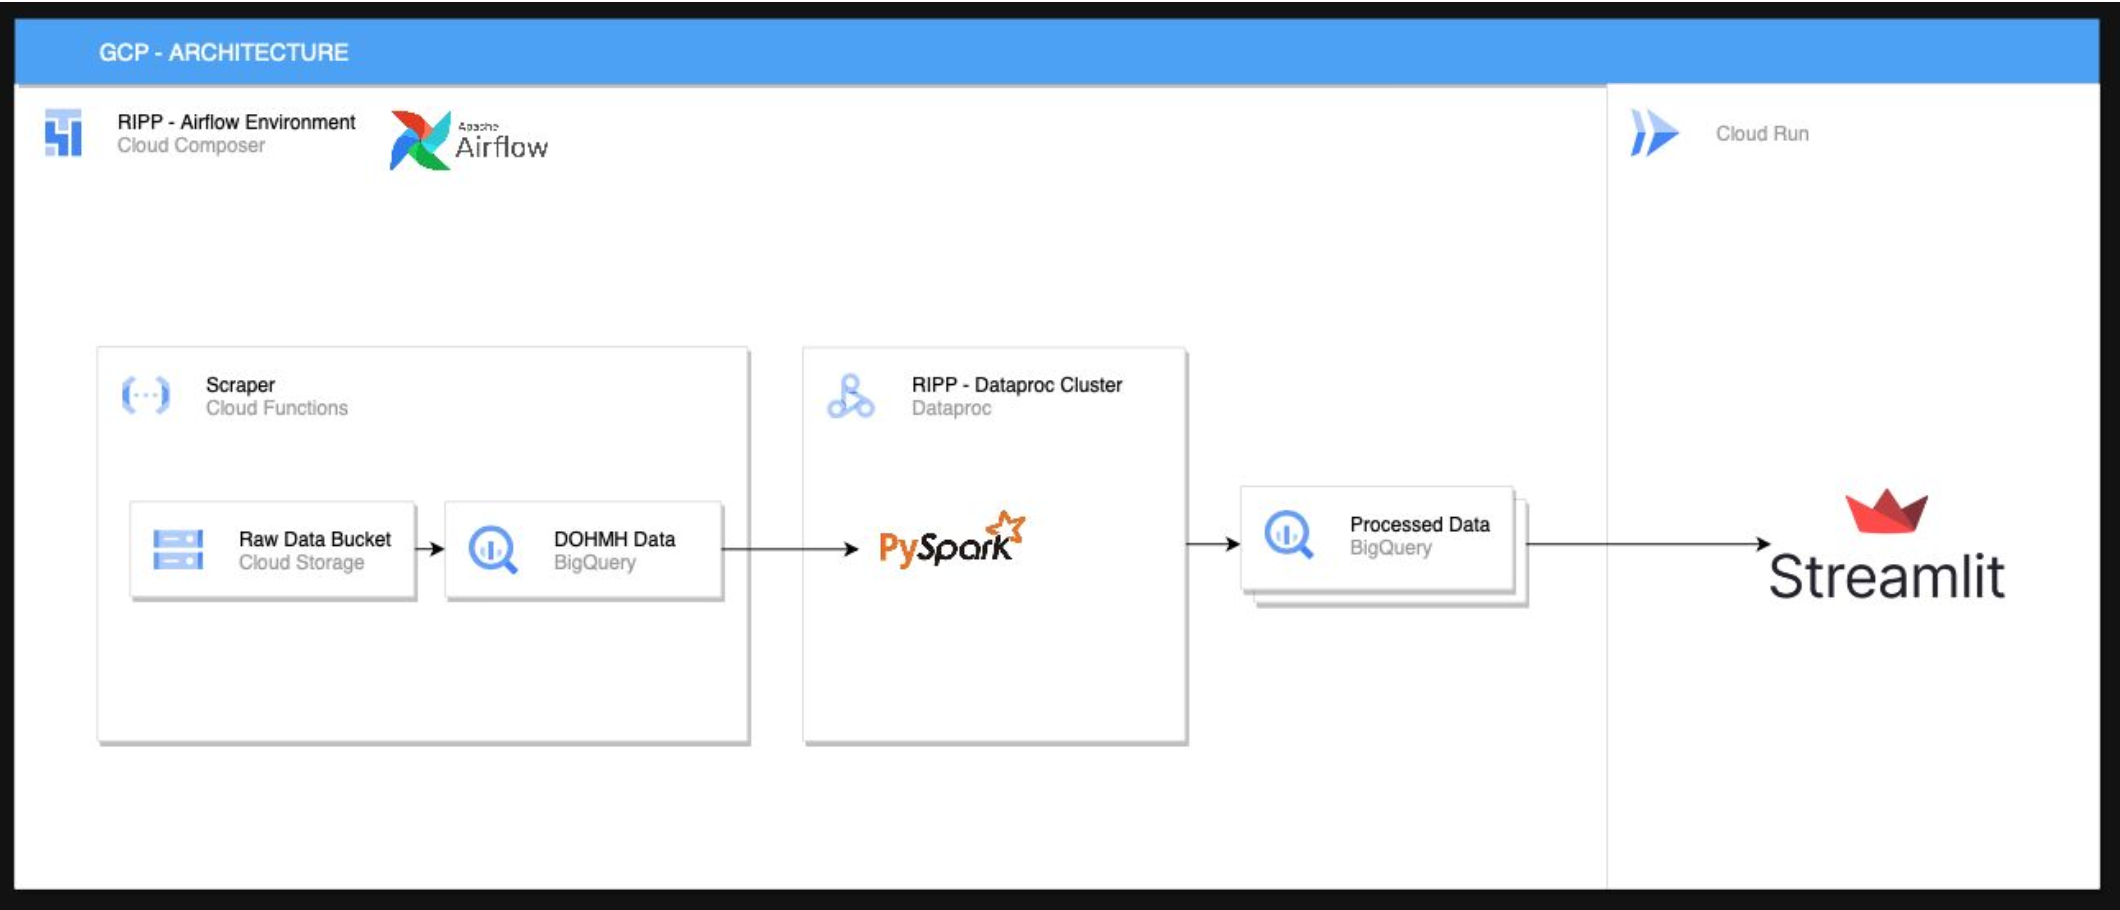 GCP - ARCHITECTURE
RIPP - Airflow Environment
Cloud Composer
Apache
Airflow
Cloud Run
Scraper
Cloud Functions
RIPP - Dataproc Cluster
Dataproc
Raw Data Bucket
Cloud Storage
DOHMH Data
BigQuery
PySpark
Processed Data
BigQuery
Streamlit